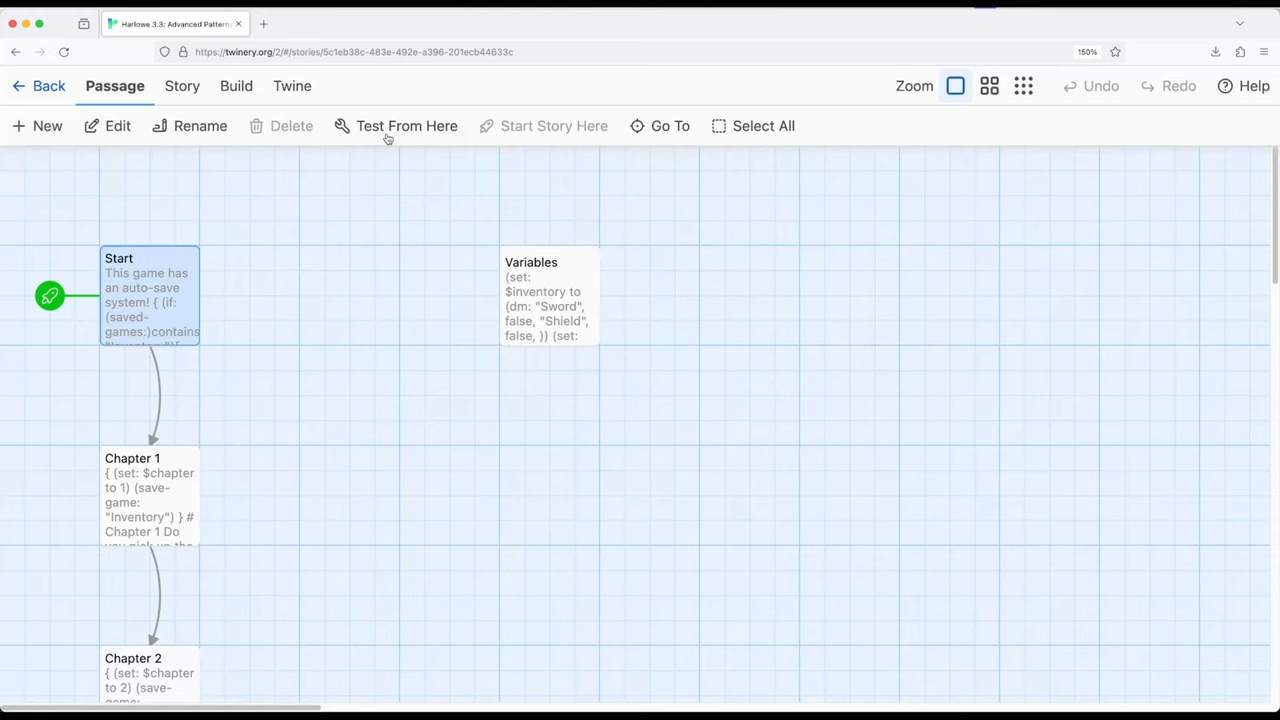 Harlowe 3.3: Advanced Pattern
https://twinery.org/2/#/stories/5c1eb38c-483e-492e-a396-201ecb44633c
150%
Back
Passage
Story
Build
Twine
Zoom
Undo
Redo
Help
New
Edit
Rename
Delete
Test From Here
Start Story Here
Go To
Select All
Start
This game has
an auto-save
system! { (if:
(saved-
games:)contains
Variables
(set:
$inventory to
(dm: "Sword",
false, "Shield",
false, )) (set:
Chapter 1
{ (set: $chapter
to 1) (save-
game:
"Inventory") } #
Chapter 1 Do
Chapter 2
{ (set: $chapter
to 2) (save-